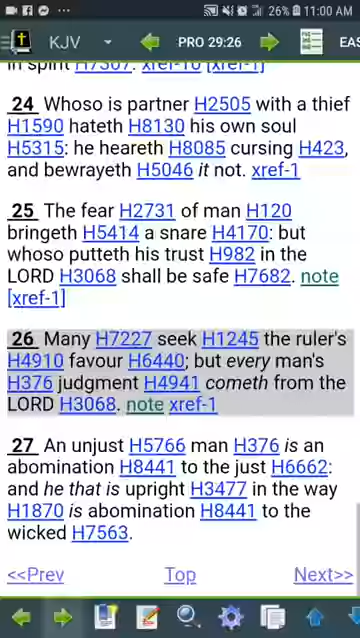 26% 11:00 AM
KJV PRO 29:26 EAS
in spirit H7307. xref-10 [xref-1]
24 Whoso is partner H2505 with a thief
H1590 hateth H8130 his own soul
H5315: he heareth H8085 cursing H423,
and bewrayeth H5046 it not. xref-1
25 The fear H2731 of man H120
bringeth H5414 a snare H4170: but
whoso putteth his trust H982 in the
LORD H3068 shall be safe H7682. note
[xref-1]
26 Many H7227 seek H1245 the ruler's
H4910 favour H6440; but every man's
H376 judgment H4941 cometh from the
LORD H3068. note xref-1
27 An unjust H5766 man H376 is an
abomination H8441 to the just H6662:
and he that is upright H3477 in the way
H1870 is abomination H8441 to the
wicked H7563.
<<Prev Top Next>>